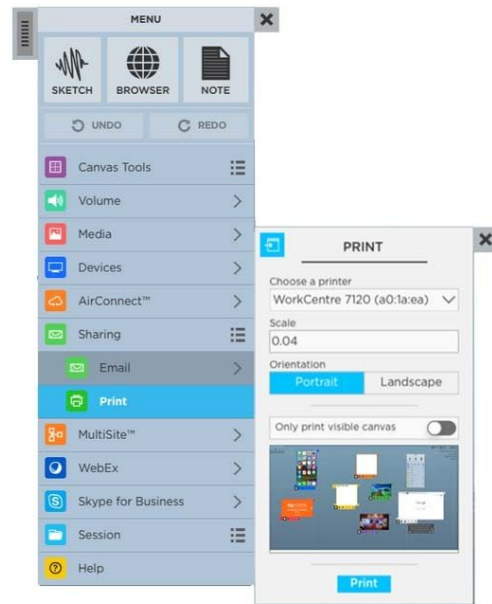 MENU
SKETCH BROWSER NOTE
UNDO REDO
Canvas Tools
Volume
Media
Devices
AirConnect™
Sharing
Email
Print
MultiSite™
WebEx
Skype for Business
Session
Help
PRINT
Choose a printer
WorkCentre 7120 (a0:1a:ea)
Scale
0.04
Orientation
Portrait Landscape
Only print visible canvas
Print